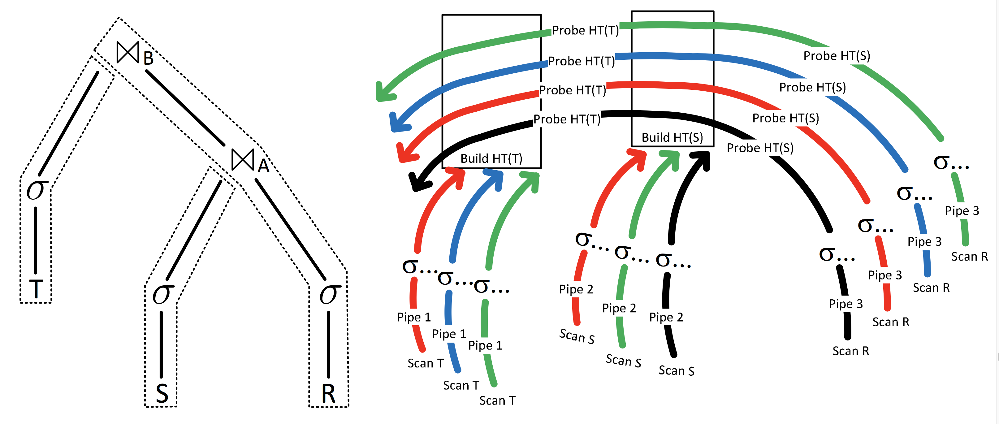 ⋈B
⋈A
σ
T
σ
S
σ
R
Probe HT(T)
Probe HT(T)
Probe HT(T)
Probe HT(T)
Build HT(T)
Build HT(S)
Probe HT(S)
Probe HT(S)
Probe HT(S)
Probe HT(S)
σ...
Pipe 1
Scan T
σ...
Pipe 1
Scan T
σ...
Pipe 1
Scan T
σ...
Pipe 2
Scan S
σ...
Pipe 2
Scan S
σ...
Pipe 2
Scan S
σ...
Pipe 3
Scan R
σ...
Pipe 3
Scan R
σ...
Pipe 3
Scan R
σ...
Pipe 3
Scan R